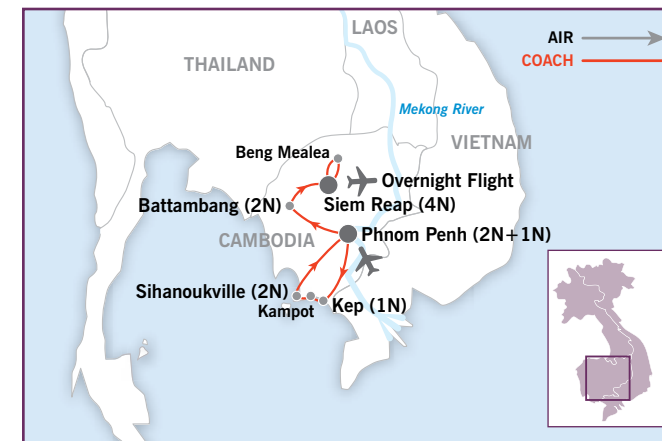 LAOS
AIR
THAILAND
COACH
Mekong River
VIETNAM
Beng Mealea
Overnight Flight
Battambang (2N)
Siem Reap (4N)
CAMBODIA
Phnom Penh (2N+1N)
Sihanoukville (2N)
Kampot
Kep (1N)